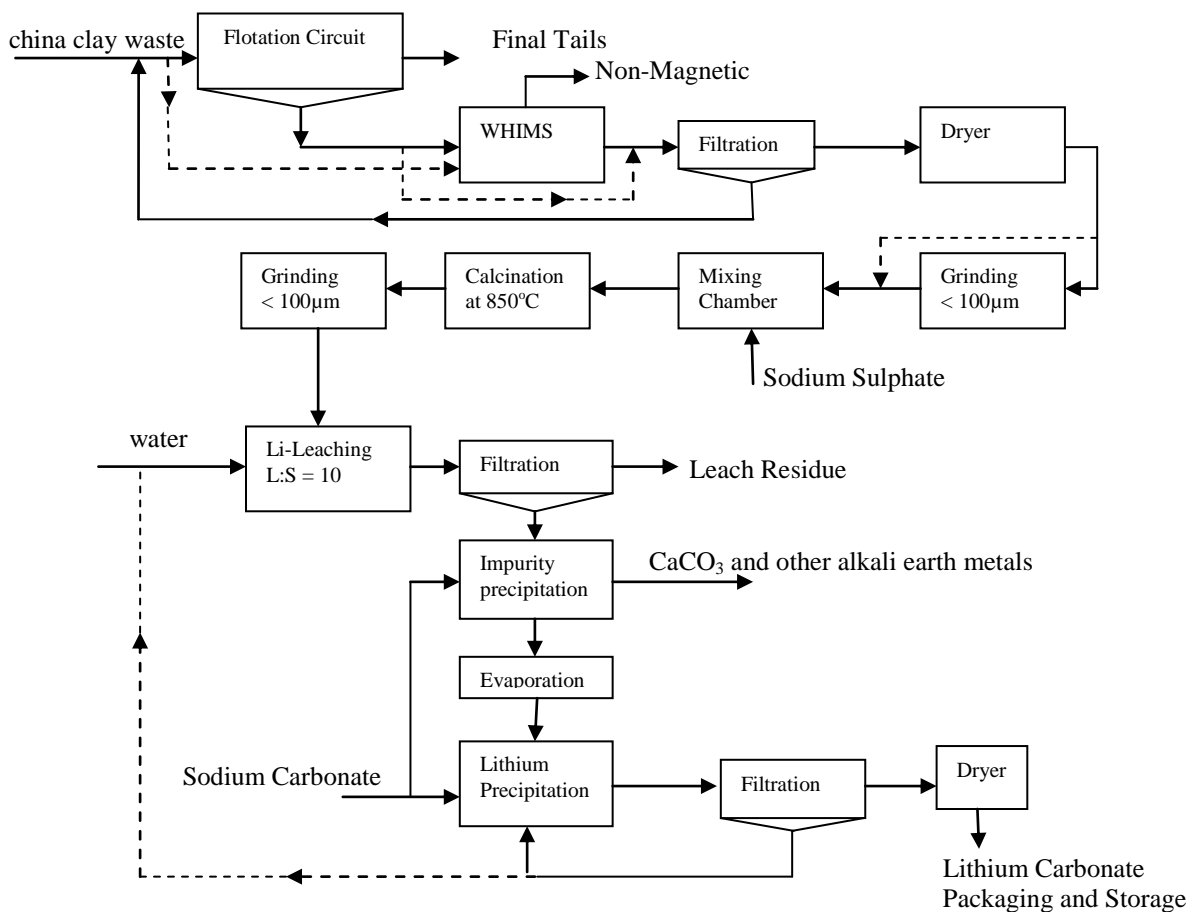 china clay waste
Flotation Circuit
Final Tails
Non-Magnetic
WHIMS
Filtration
Dryer
Grinding
< 100µm
Calcination
at 850°C
Mixing
Chamber
Grinding
< 100µm
Sodium Sulphate
water
Li-Leaching
L:S = 10
Filtration
Leach Residue
Impurity
precipitation
CaCO₃ and other alkali earth metals
Evaporation
Sodium Carbonate
Lithium
Precipitation
Filtration
Dryer
Lithium Carbonate
Packaging and Storage